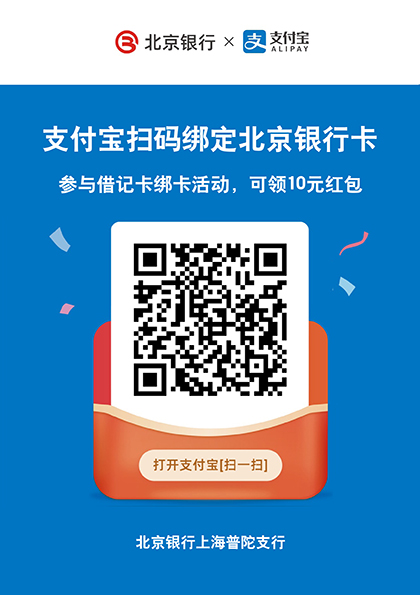 北京银行 × 支 支付宝
ALIPAY
支付宝扫码绑定北京银行卡
参与借记卡绑卡活动，可领10元红包
打开支付宝[扫一扫]
北京银行上海普陀支行